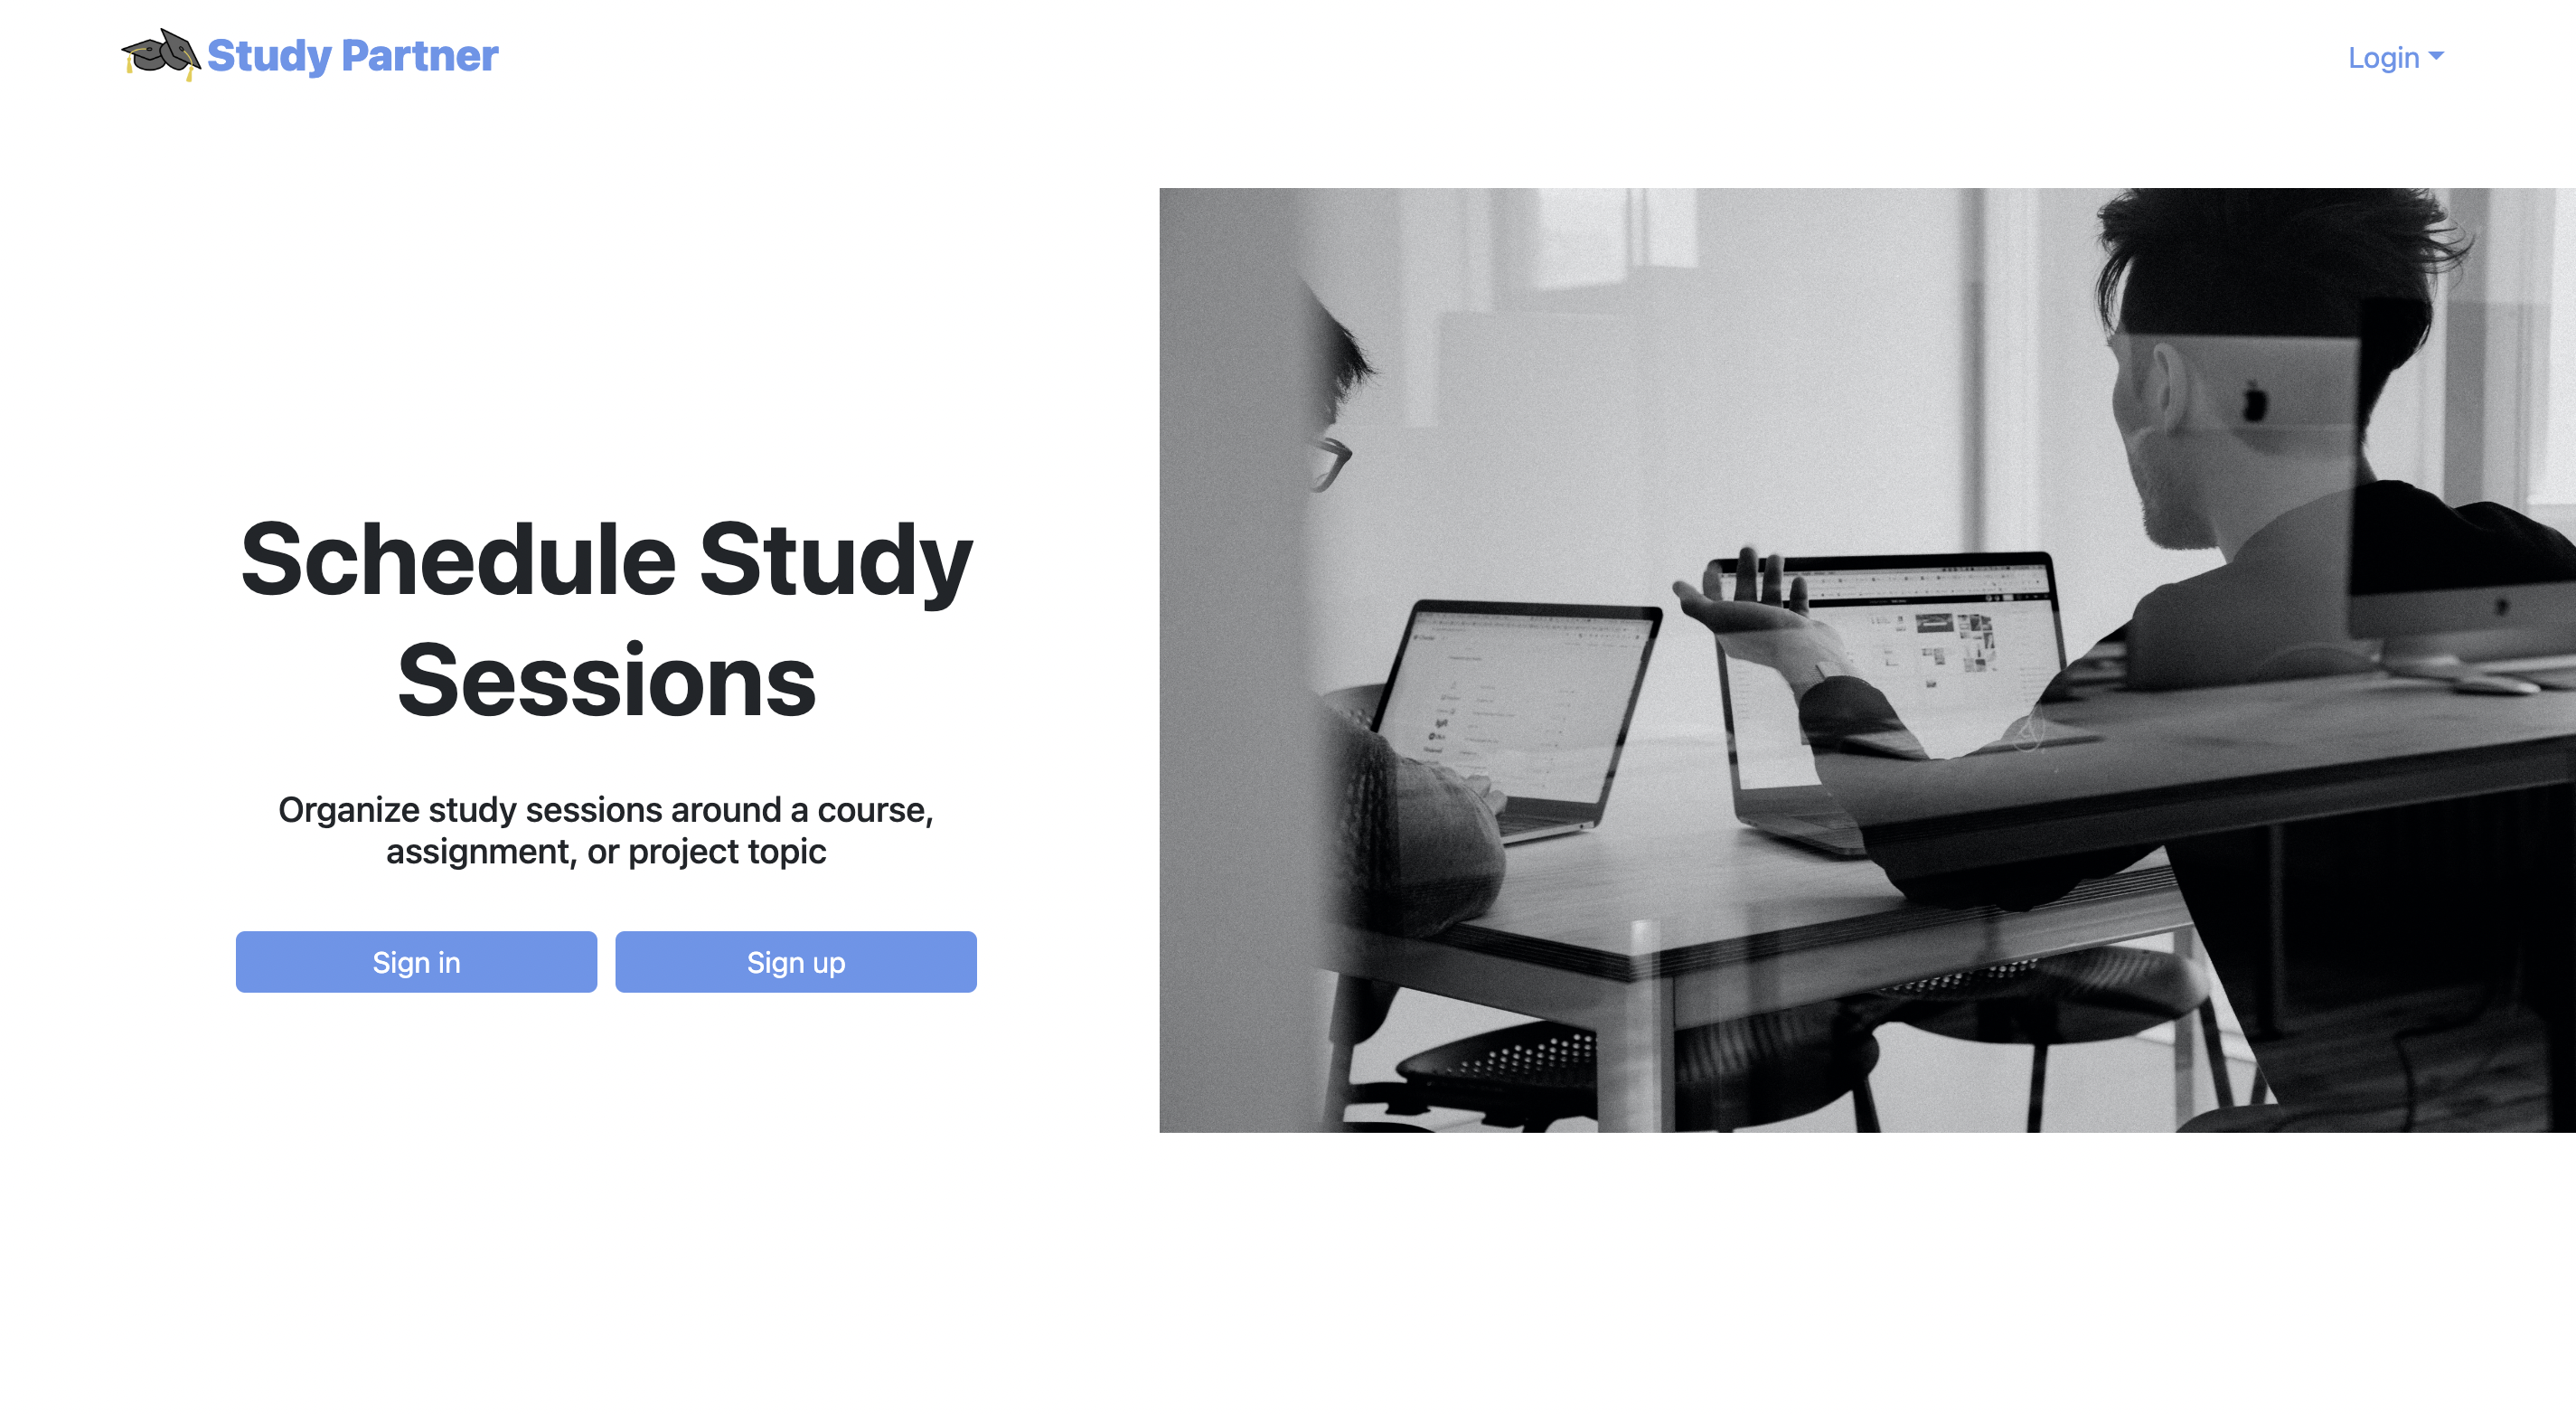 Study Partner
Login
Schedule Study
Sessions
Organize study sessions around a course,
assignment, or project topic
Sign in
Sign up